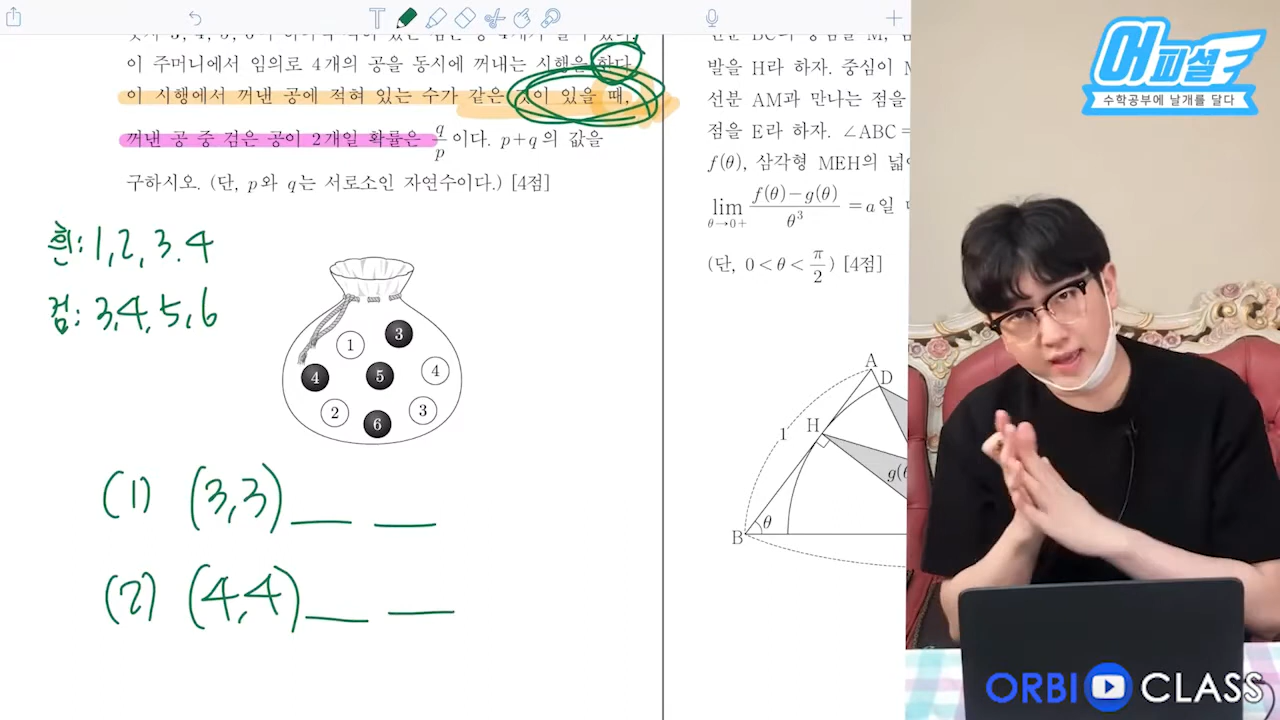 이 주머니에서 임의로 4개의 공을 동시에 꺼내는 시행을 한다.
이 시행에서 꺼낸 공에 적혀 있는 수가 같은 것이 있을 때,
꺼낸 공 중 검은 공이 2개일 확률은 q/p 이다. p+q의 값을
구하시오. (단, p와 q는 서로소인 자연수이다.) [4점]
흰: 1, 2, 3. 4
검: 3, 4, 5, 6
1
3
4
5
4
2
3
6
(1) (3,3)
(2) (4,4)
발을 H라 하자. 중심이
선분 AM과 만나는 점을
점을 E라 하자. ∠ABC=
f(θ), 삼각형 MEH의
lim θ→0+ f(θ)-g(θ)/θ³ =a일
(단, 0<θ<π/2) [4점]
A
D
H
1
g(
B
θ
어피셜
수학공부에 날개를 달다
ORBI CLASS